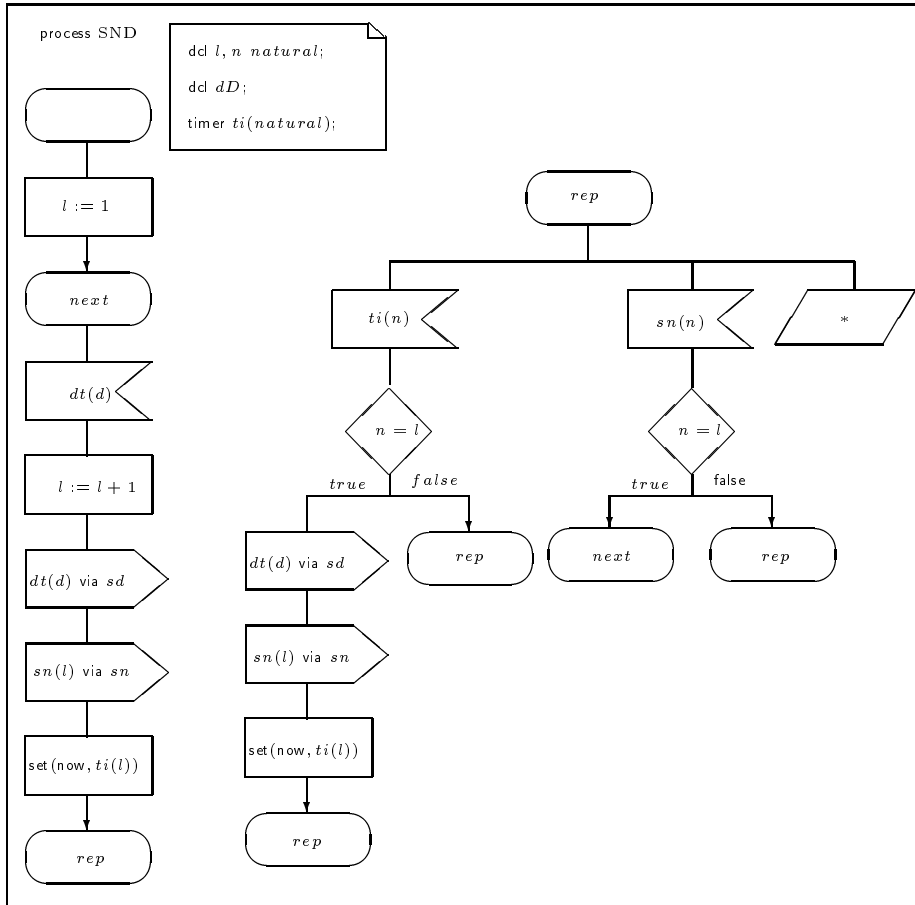 process SND
dcl l, n natural;
dcl dD;
timer ti(natural);
l := 1
next
dt(d)
l := l + 1
dt(d) via sd
sn(l) via sn
set(now, ti(l))
rep
rep
ti(n)
sn(n)
*
n = l
n = l
true
false
true
false
dt(d) via sd
rep
next
rep
sn(l) via sn
set(now, ti(l))
rep